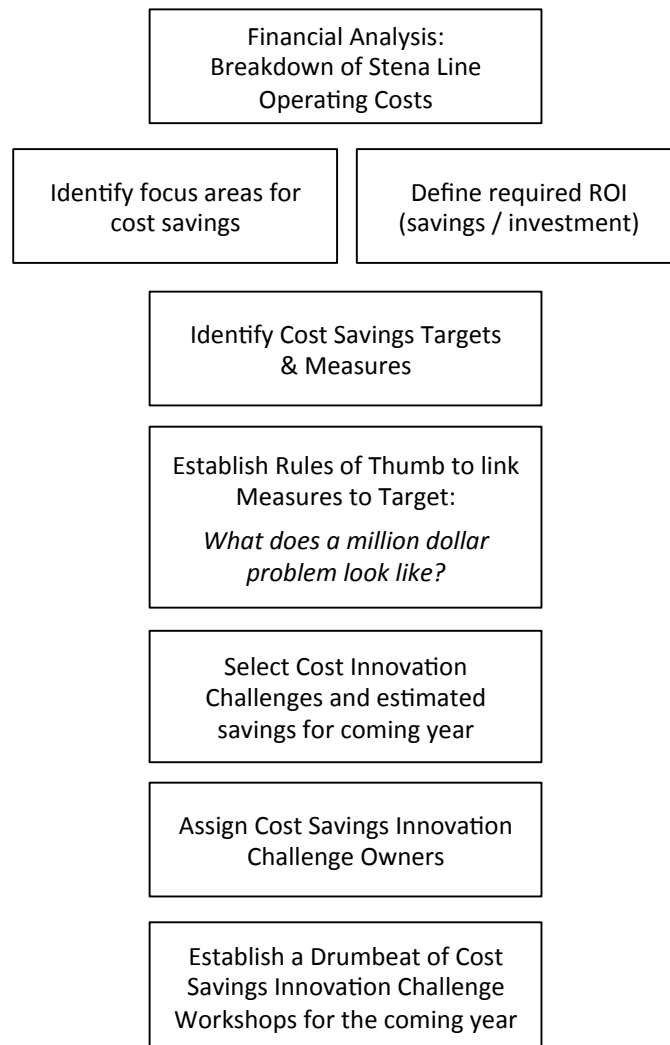 Financial Analysis:
Breakdown of Stena Line
Operating Costs
Identify focus areas for
cost savings
Define required ROI
(savings / investment)
Identify Cost Savings Targets
& Measures
Establish Rules of Thumb to link
Measures to Target:
What does a million dollar
problem look like?
Select Cost Innovation
Challenges and estimated
savings for coming year
Assign Cost Savings Innovation
Challenge Owners
Establish a Drumbeat of Cost
Savings Innovation Challenge
Workshops for the coming year